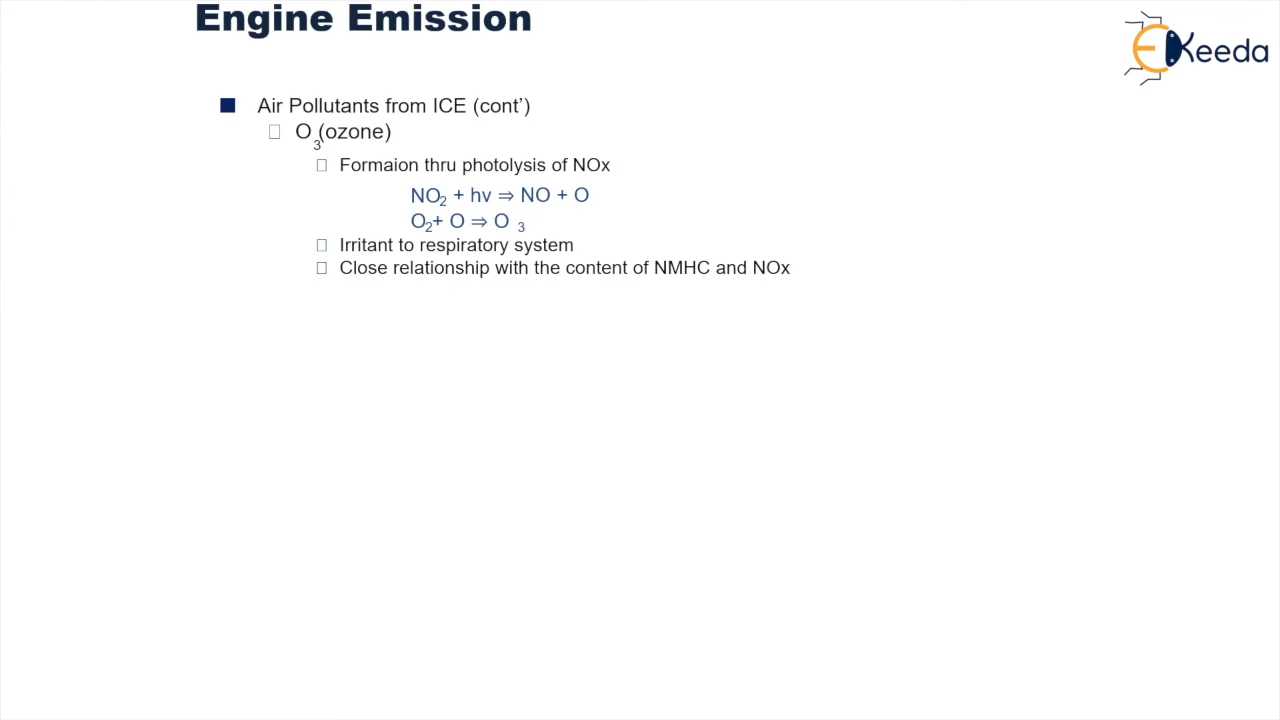 Engine Emission
EKeeda
Air Pollutants from ICE (cont’)
O3(ozone)
Formaion thru photolysis of NOx
NO2 + hv ⇒ NO + O
O2+ O ⇒ O 3
Irritant to respiratory system
Close relationship with the content of NMHC and NOx